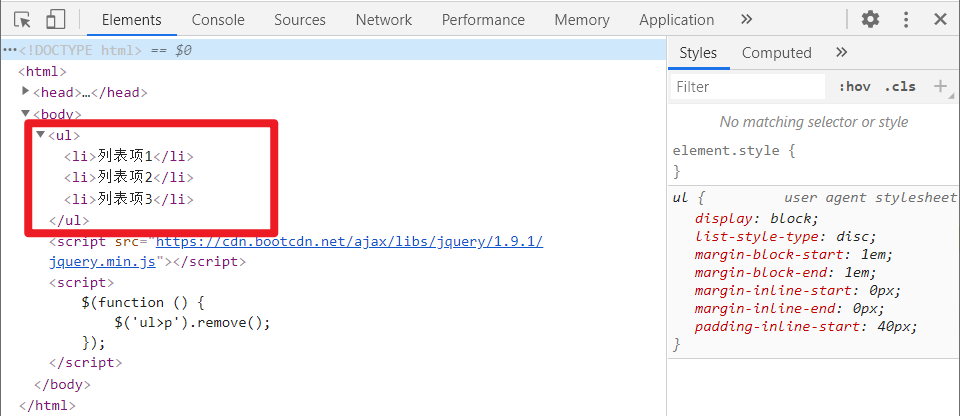 Elements Console Sources Network Performance Memory Application »
…<!DOCTYPE html> == $0
<html>
<head>…</head>
<body>
<ul>
<li>列表项1</li>
<li>列表项2</li>
<li>列表项3</li>
</ul>
<script src="https://cdn.bootcdn.net/ajax/libs/jquery/1.9.1/
jquery.min.js"></script>
<script>
$(function () {
$('ul>p').remove();
});
</script>
</body>
</html>
Styles Computed »
Filter :hov .cls +
No matching selector or style
element.style {
}
ul { user agent stylesheet
display: block;
list-style-type: disc;
margin-block-start: 1em;
margin-block-end: 1em;
margin-inline-start: 0px;
margin-inline-end: 0px;
padding-inline-start: 40px;
}